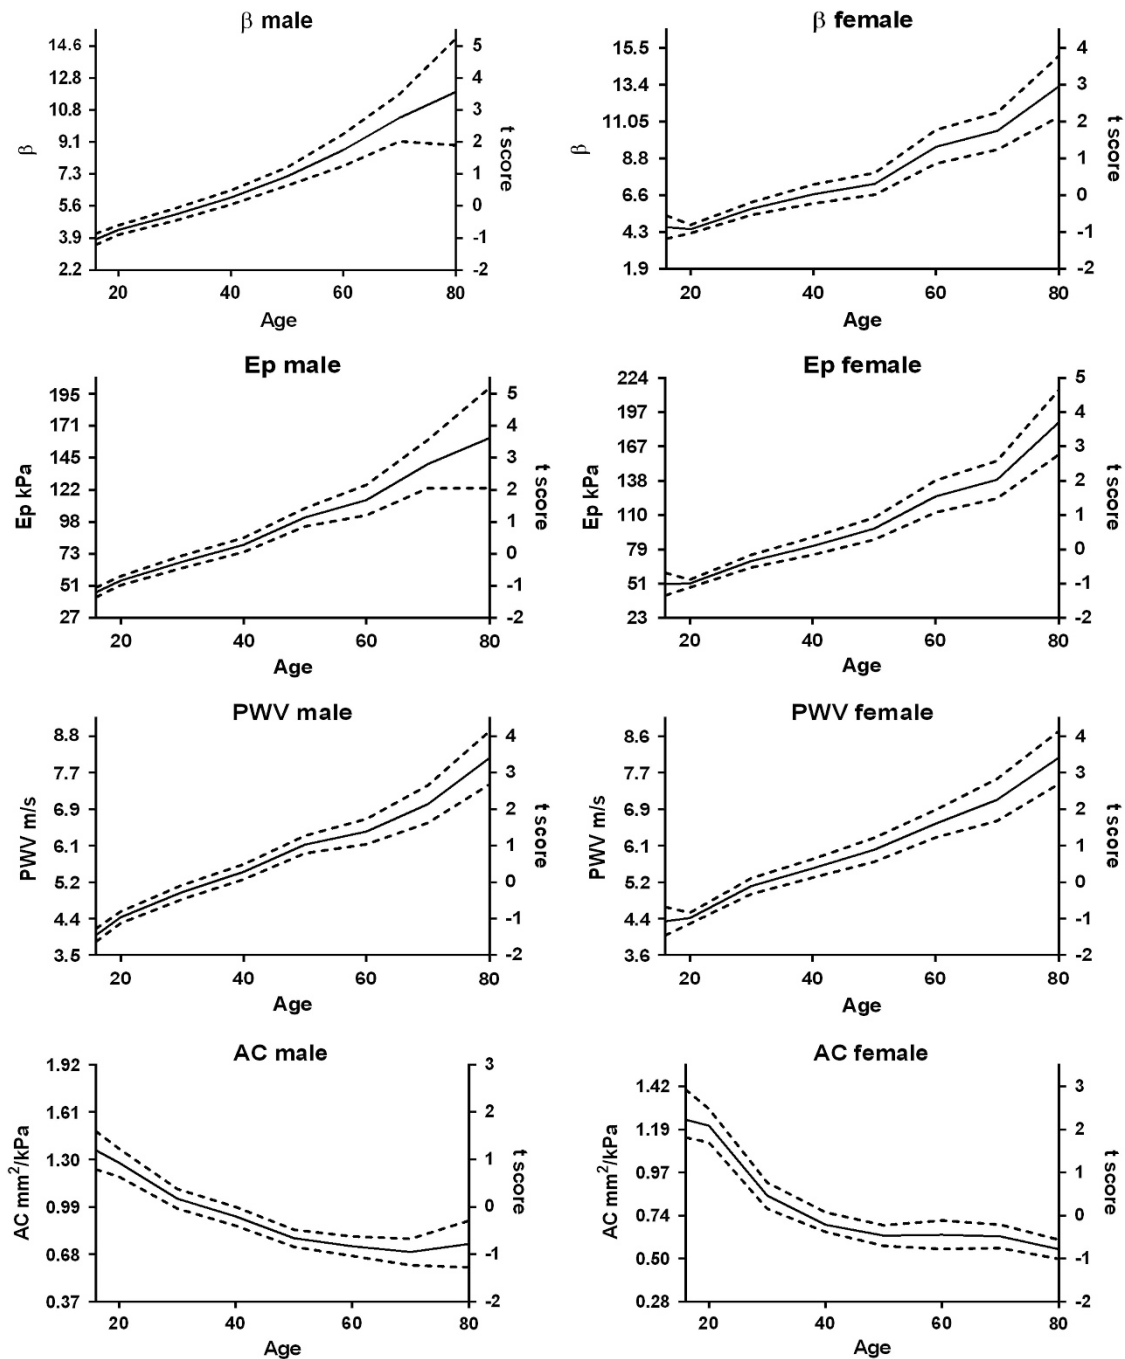 β male
14.6
12.8
10.8
9.1
7.3
5.6
3.9
2.2
β
5
4
3
2
1
0
-1
-2
t score
20 40 60 80
Age
β female
15.5
13.4
11.05
8.8
6.6
4.3
1.9
β
4
3
2
1
0
-1
-2
t score
20 40 60 80
Age
Ep male
195
171
145
122
98
73
51
27
Ep kPa
5
4
3
2
1
0
-1
-2
t score
20 40 60 80
Age
Ep female
224
197
167
138
110
79
51
23
Ep kPa
5
4
3
2
1
0
-1
-2
t score
20 40 60 80
Age
PWV male
8.8
7.7
6.9
6.1
5.2
4.4
3.5
PWV m/s
4
3
2
1
0
-1
-2
t score
20 40 60 80
Age
PWV female
8.6
7.7
6.9
6.1
5.2
4.4
3.6
PWV m/s
4
3
2
1
0
-1
-2
t score
20 40 60 80
Age
AC male
1.92
1.61
1.30
0.99
0.68
0.37
AC mm²/kPa
3
2
1
0
-1
-2
t score
20 40 60 80
Age
AC female
1.42
1.19
0.97
0.74
0.50
0.28
AC mm²/kPa
3
2
1
0
-1
-2
t score
20 40 60 80
Age